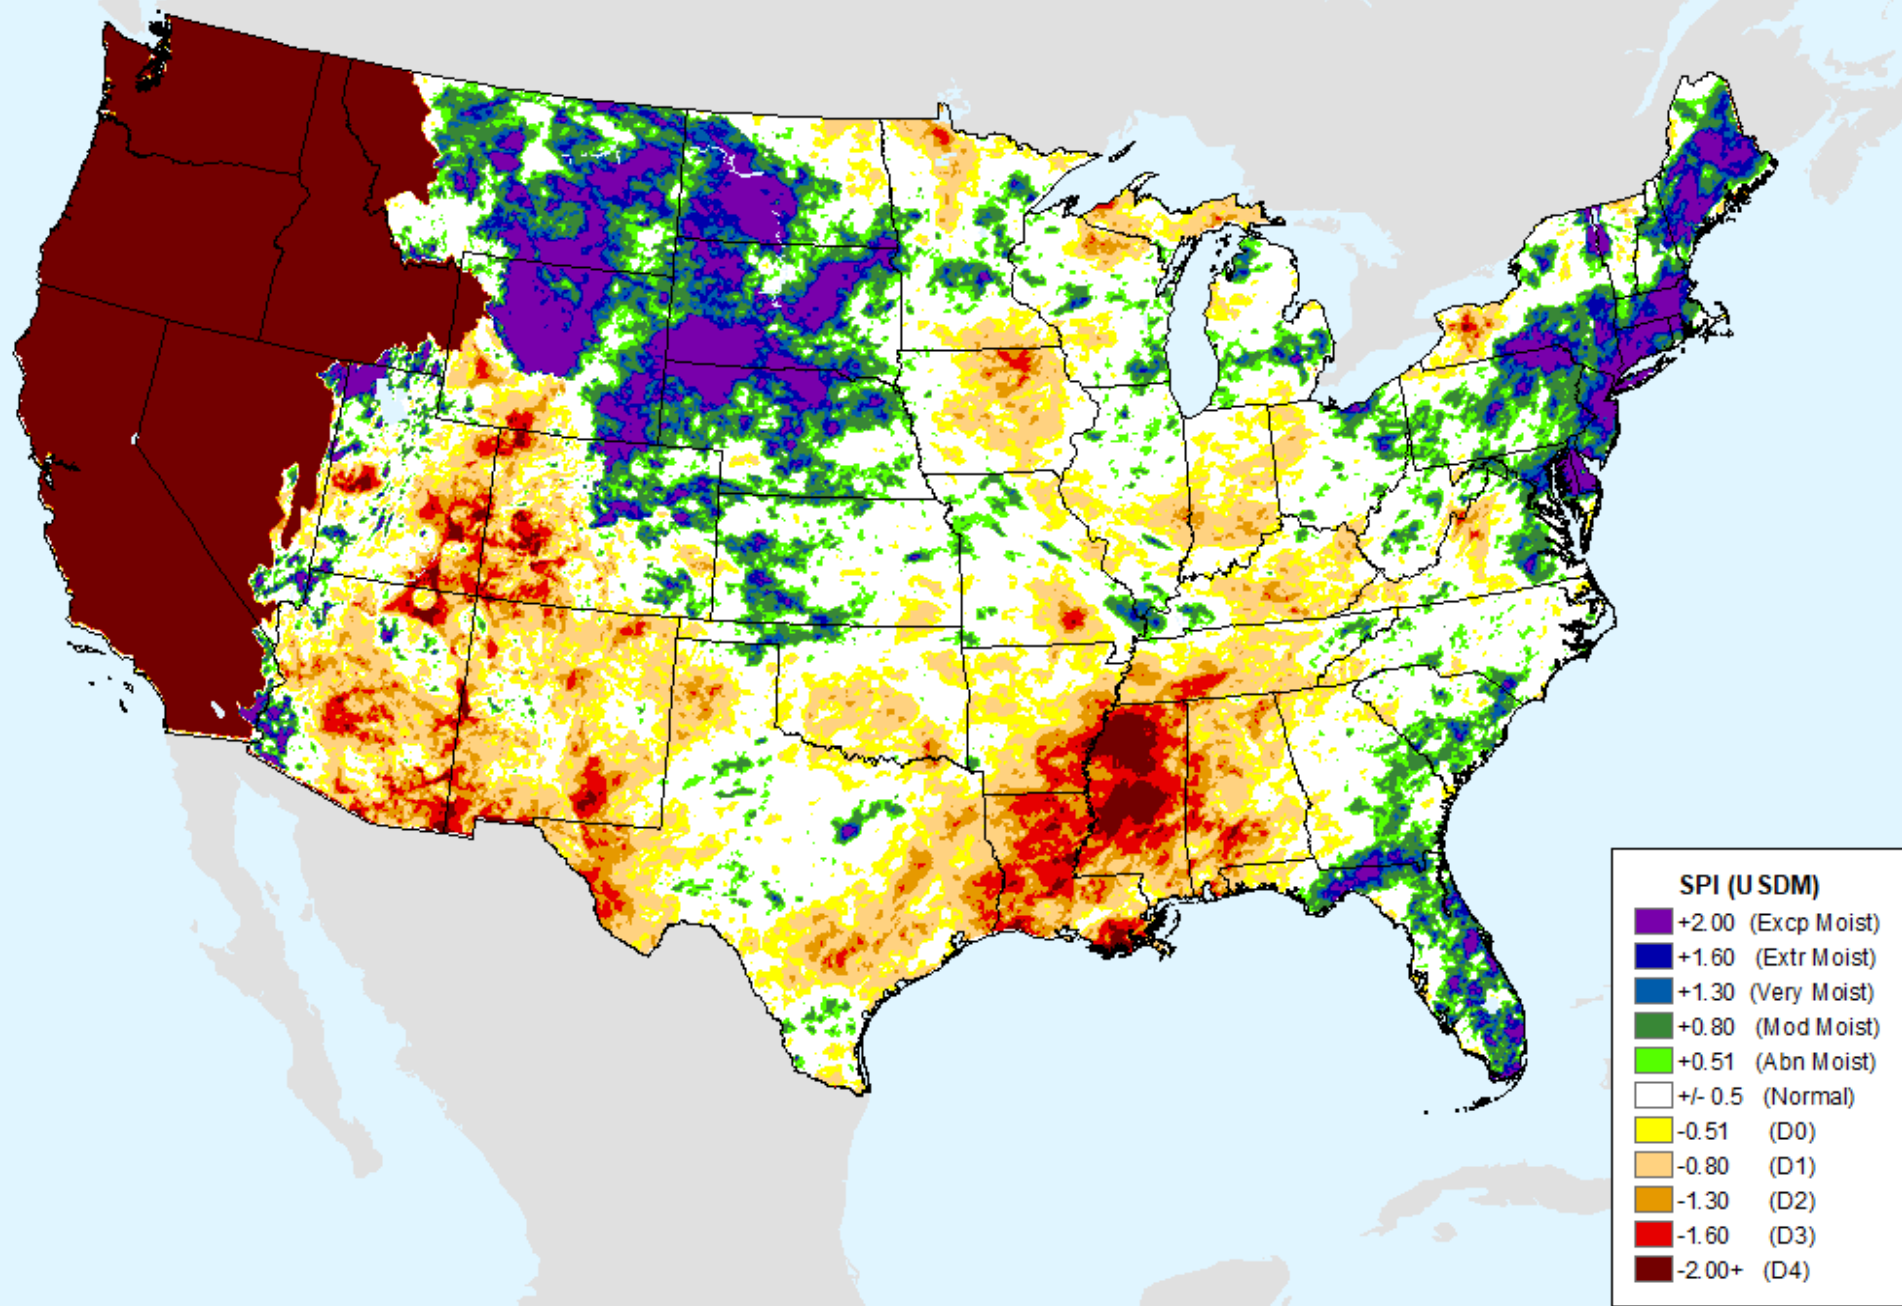 SPI (USDM)
+2.00 (Excp Moist)
+1.60 (Extr Moist)
+1.30 (Very Moist)
+0.80 (Mod Moist)
+0.51 (Abn Moist)
+/- 0.5 (Normal)
-0.51 (D0)
-0.80 (D1)
-1.30 (D2)
-1.60 (D3)
-2.00+ (D4)